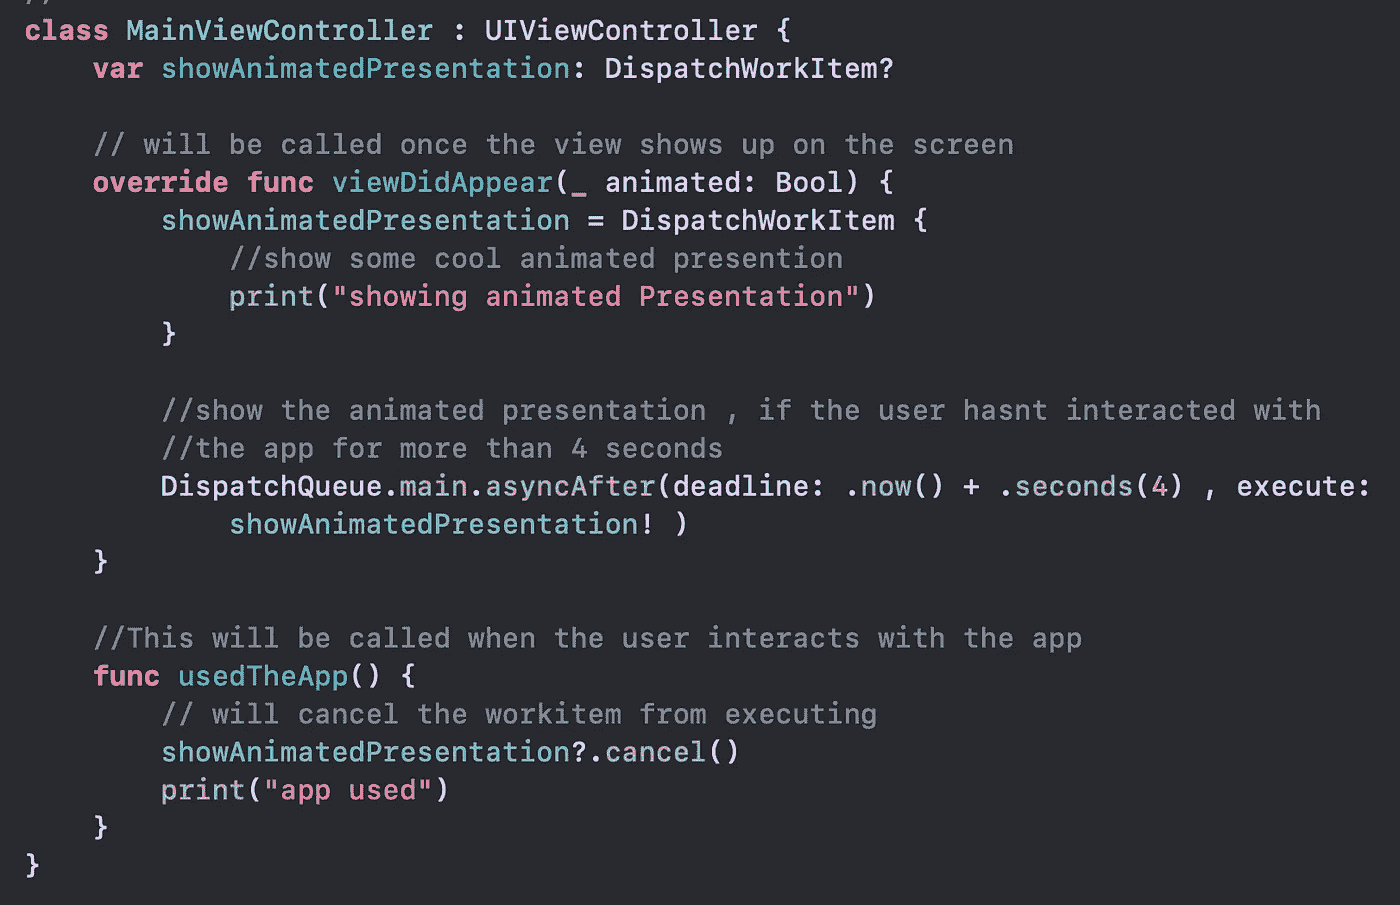 //
class MainViewController : UIViewController {
    var showAnimatedPresentation: DispatchWorkItem?

    // will be called once the view shows up on the screen
    override func viewDidAppear(_ animated: Bool) {
        showAnimatedPresentation = DispatchWorkItem {
            //show some cool animated presention
            print("showing animated Presentation")
        }

        //show the animated presentation , if the user hasnt interacted with
        //the app for more than 4 seconds
        DispatchQueue.main.asyncAfter(deadline: .now() + .seconds(4) , execute:
            showAnimatedPresentation! )
    }

    //This will be called when the user interacts with the app
    func usedTheApp() {
        // will cancel the workitem from executing
        showAnimatedPresentation?.cancel()
        print("app used")
    }
}